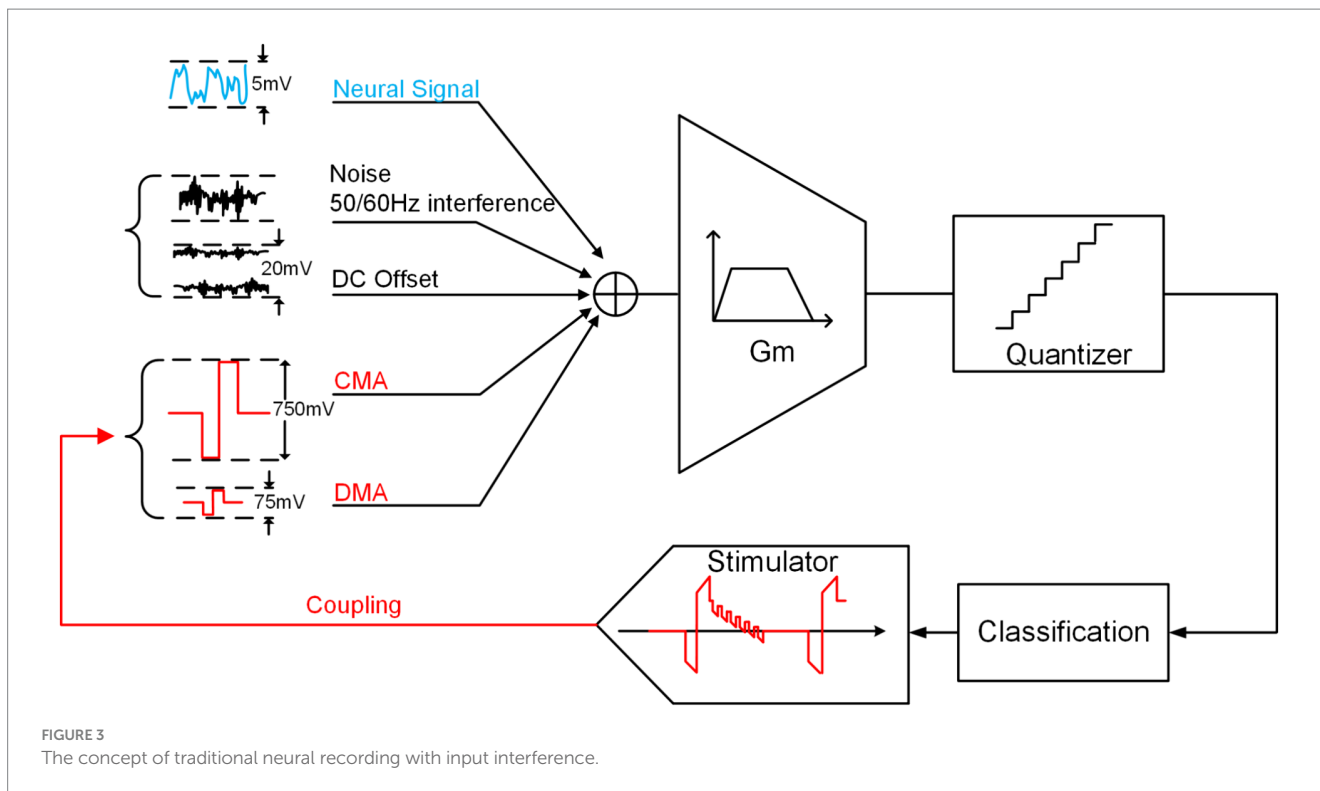 5mV
Neural Signal
Noise
50/60Hz interference
20mV
DC Offset
Gm
Quantizer
CMA
750mV
DMA
75mV
Stimulator
Coupling
Classification
FIGURE 3
The concept of traditional neural recording with input interference.